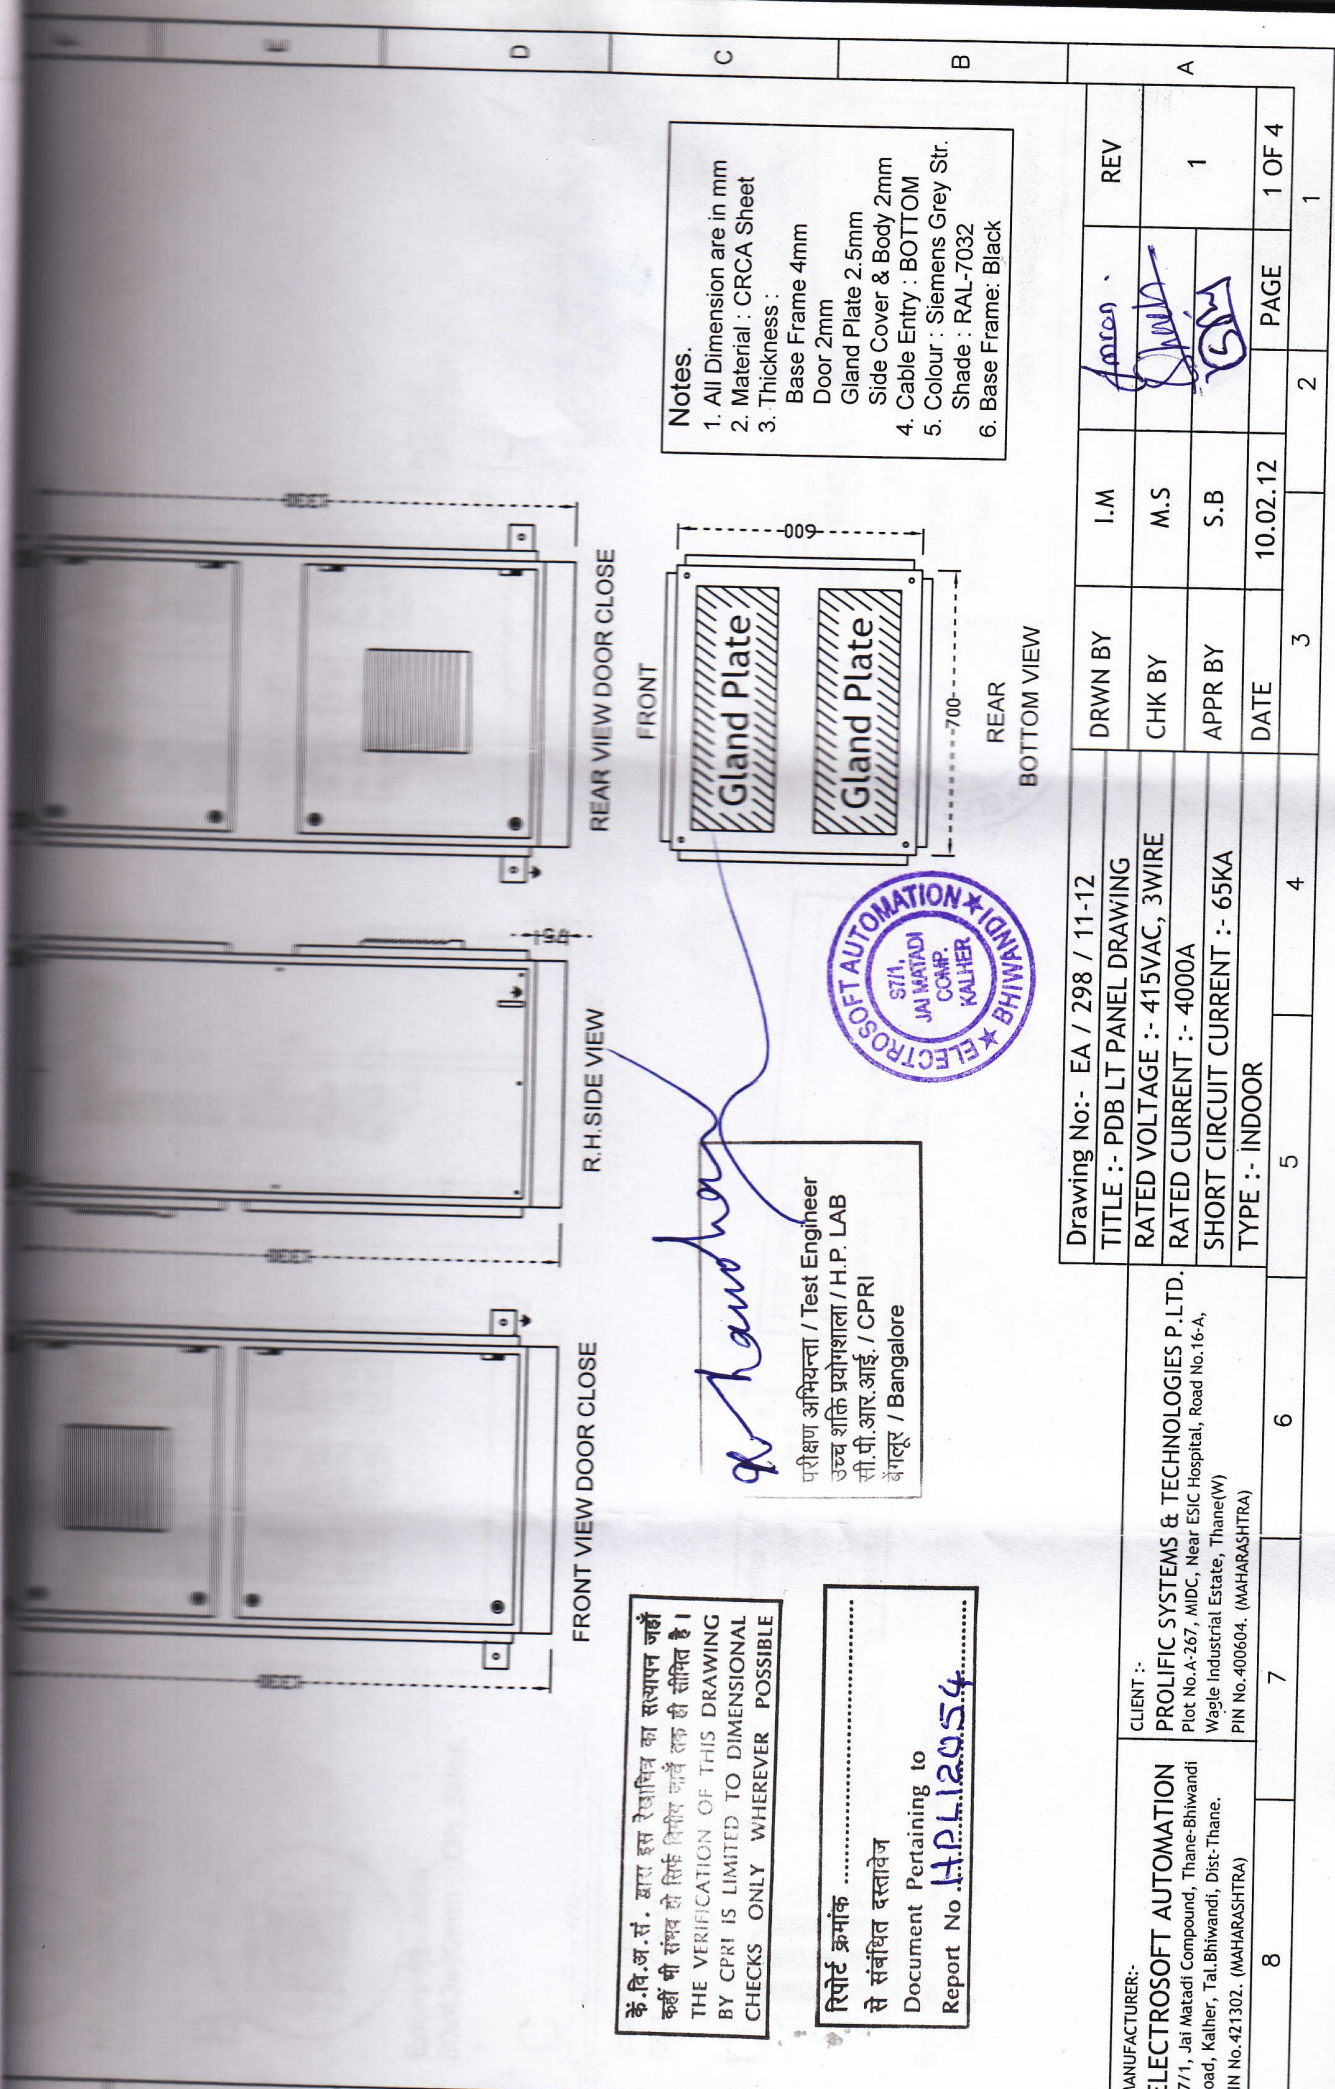 F
E
D
C
B
A
FRONT VIEW DOOR CLOSE
R.H.SIDE VIEW
REAR VIEW DOOR CLOSE
FRONT
Gland Plate
Gland Plate
600
700
REAR
BOTTOM VIEW
Notes.
1. All Dimension are in mm
2. Material : CRCA Sheet
3. Thickness :
Base Frame 4mm
Door 2mm
Gland Plate 2.5mm
Side Cover & Body 2mm
4. Cable Entry : BOTTOM
5. Colour : Siemens Grey Str.
Shade : RAL-7032
6. Base Frame: Black
कें.वि.अ.सं. द्वारा इस रेखाचित्र का सत्यापन जहाँ
कहीं भी संभव हो सिर्फ विमीय जाचें तक ही सीमित है।
THE VERIFICATION OF THIS DRAWING
BY CPRI IS LIMITED TO DIMENSIONAL
CHECKS ONLY WHEREVER POSSIBLE
रिपोर्ट क्रमांक
से संबंधित दस्तावेज
Document Pertaining to
Report No HPL12054
परीक्षण अभियन्ता / Test Engineer
उच्च शक्ति प्रयोगशाला / H.P. LAB
सी.पी.आर.आई. / CPRI
बेंगलूर / Bangalore
ELECTROSOFT AUTOMATION
BHIWANDI
S7/1,
JAI MATADI
COMP.
KALHER
MANUFACTURER:-
ELECTROSOFT AUTOMATION
7/1, Jai Matadi Compound, Thane-Bhiwandi
oad, Kalher, Tal.Bhiwandi, Dist-Thane.
IN No.421302. (MAHARASHTRA)
CLIENT :-
PROLIFIC SYSTEMS & TECHNOLOGIES P.LTD.
Plot No.A-267, MIDC, Near ESIC Hospital, Road No.16-A,
Wagle Industrial Estate, Thane(W)
PIN No.400604. (MAHARASHTRA)
Drawing No:- EA / 298 / 11-12
TITLE :- PDB LT PANEL DRAWING
RATED VOLTAGE :- 415VAC, 3WIRE
RATED CURRENT :- 4000A
SHORT CIRCUIT CURRENT :- 65KA
TYPE :- INDOOR
DRWN BY I.M REV
CHK BY M.S 1
APPR BY S.B
DATE 10.02.12 PAGE 1 OF 4
8 7 6 5 4 3 2 1